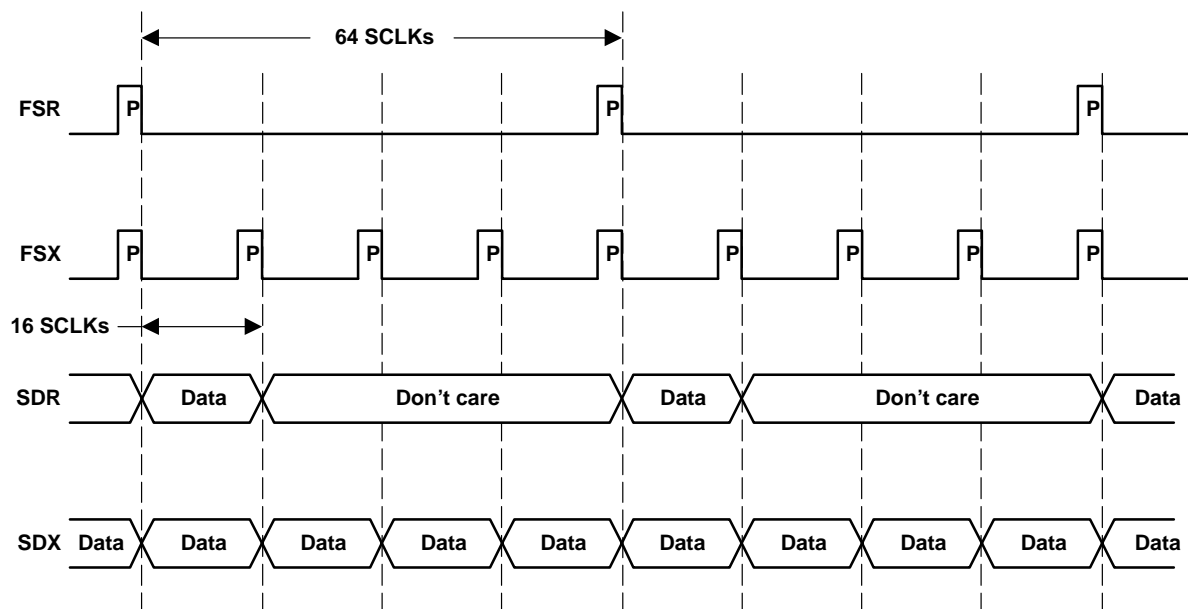 64 SCLKs
FSR P P P
FSX P P P P P P P P P
16 SCLKs
SDR Data Don't care Data Don't care Data
SDX Data Data Data Data Data Data Data Data Data Data